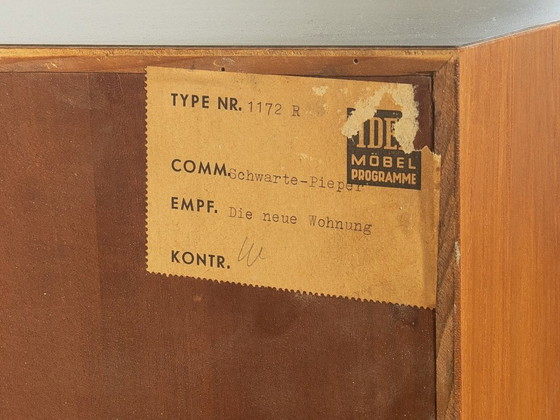 TYPE NR. 1172 R
MÖBEL
PROGRAMME
COMM. Schwarte-Pieper
EMPF. Die neue Wohnung
KONTR.